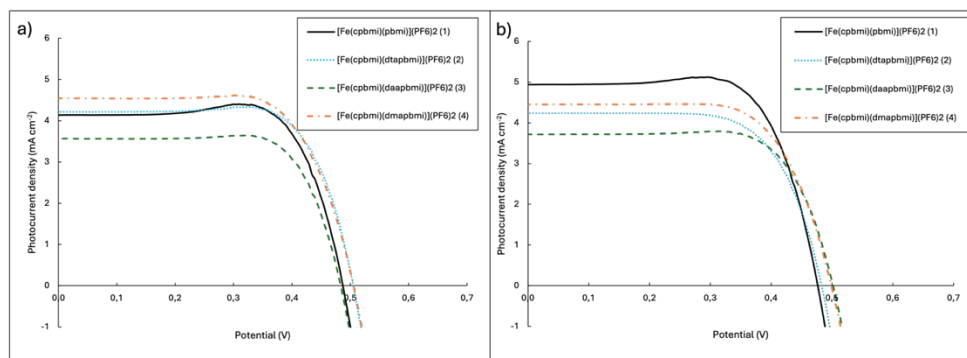 a)
[Fe(cpbmi)(pbmi)](PF6)2 (1)
[Fe(cpbmi)(dtapbmi)](PF6)2 (2)
[Fe(cpbmi)(daapbmi)](PF6)2 (3)
[Fe(cpbmi)(dmapbmi)](PF6)2 (4)
Photocurrent density (mA cm⁻²)
6
5
4
3
2
1
0
-1
0,0
0,1
0,2
0,3
0,4
0,5
0,6
0,7
Potential (V)
b)
[Fe(cpbmi)(pbmi)](PF6)2 (1)
[Fe(cpbmi)(dtapbmi)](PF6)2 (2)
[Fe(cpbmi)(daapbmi)](PF6)2 (3)
[Fe(cpbmi)(dmapbmi)](PF6)2 (4)
Photocurrent density (mA cm⁻²)
6
5
4
3
2
1
0
-1
0,0
0,1
0,2
0,3
0,4
0,5
0,6
0,7
Potential (V)